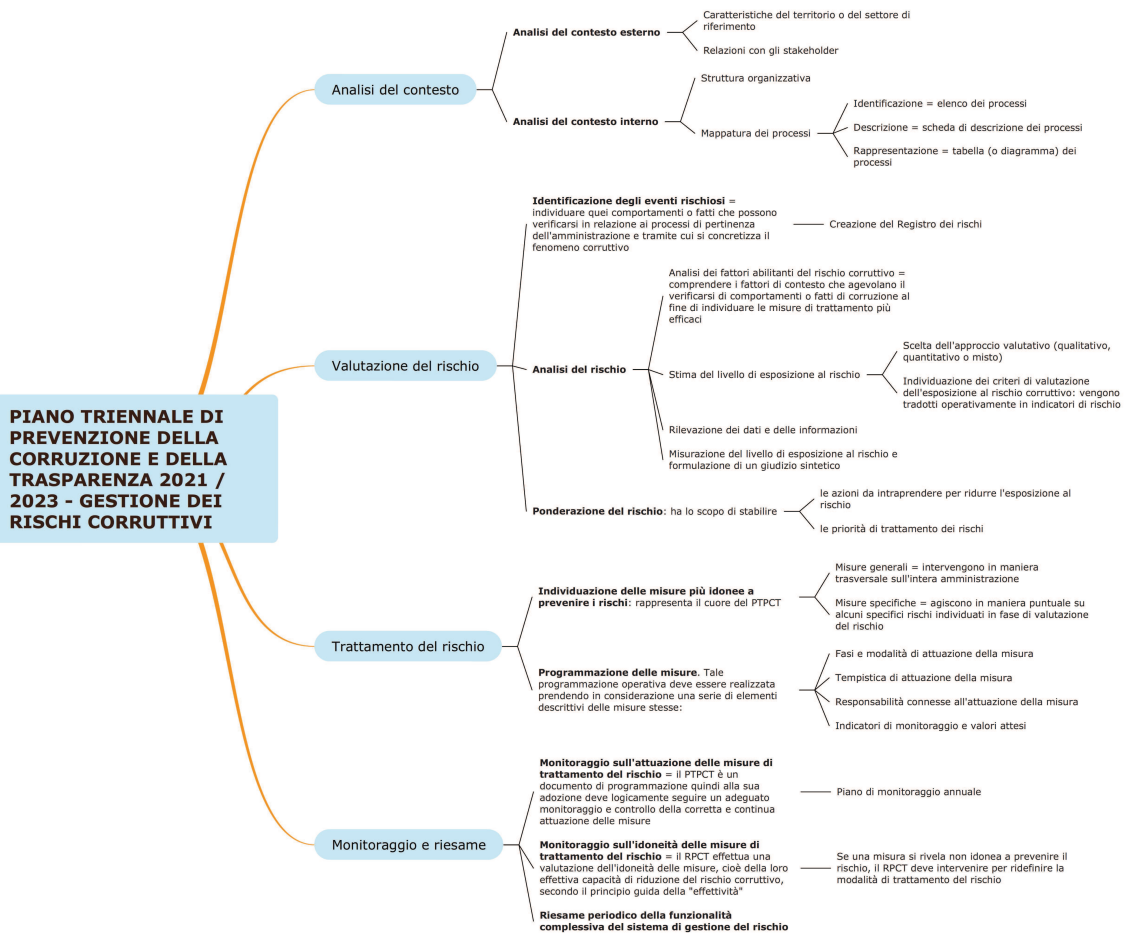 PIANO TRIENNALE DI
PREVENZIONE DELLA
CORRUZIONE E DELLA
TRASPARENZA 2021 /
2023 - GESTIONE DEI
RISCHI CORRUTTIVI
Analisi del contesto
Analisi del contesto esterno
Caratteristiche del territorio o del settore di
riferimento
Relazioni con gli stakeholder
Analisi del contesto interno
Struttura organizzativa
Mappatura dei processi
Identificazione = elenco dei processi
Descrizione = scheda di descrizione dei processi
Rappresentazione = tabella (o diagramma) dei
processi
Valutazione del rischio
Identificazione degli eventi rischiosi =
individuare quei comportamenti o fatti che possono
verificarsi in relazione ai processi di pertinenza
dell'amministrazione e tramite cui si concretizza il
fenomeno corruttivo
Creazione del Registro dei rischi
Analisi del rischio
Analisi dei fattori abilitanti del rischio corruttivo =
comprendere i fattori di contesto che agevolano il
verificarsi di comportamenti o fatti di corruzione al
fine di individuare le misure di trattamento più
efficaci
Stima del livello di esposizione al rischio
Scelta dell'approccio valutativo (qualitativo,
quantitativo o misto)
Individuazione dei criteri di valutazione
dell'esposizione al rischio corruttivo: vengono
tradotti operativamente in indicatori di rischio
Rilevazione dei dati e delle informazioni
Misurazione del livello di esposizione al rischio e
formulazione di un giudizio sintetico
Ponderazione del rischio: ha lo scopo di stabilire
le azioni da intraprendere per ridurre l'esposizione al
rischio
le priorità di trattamento dei rischi
Trattamento del rischio
Individuazione delle misure più idonee a
prevenire i rischi: rappresenta il cuore del PTPCT
Misure generali = intervengono in maniera
trasversale sull'intera amministrazione
Misure specifiche = agiscono in maniera puntuale su
alcuni specifici rischi individuati in fase di valutazione
del rischio
Programmazione delle misure. Tale
programmazione operativa deve essere realizzata
prendendo in considerazione una serie di elementi
descrittivi delle misure stesse:
Fasi e modalità di attuazione della misura
Tempistica di attuazione della misura
Responsabilità connesse all'attuazione della misura
Indicatori di monitoraggio e valori attesi
Monitoraggio e riesame
Monitoraggio sull'attuazione delle misure di
trattamento del rischio = il PTPCT è un
documento di programmazione quindi alla sua
adozione deve logicamente seguire un adeguato
monitoraggio e controllo della corretta e continua
attuazione delle misure
Piano di monitoraggio annuale
Monitoraggio sull'idoneità delle misure di
trattamento del rischio = il RPCT effettua una
valutazione dell'idoneità delle misure, cioè della loro
effettiva capacità di riduzione del rischio corruttivo,
secondo il principio guida della "effettività"
Se una misura si rivela non idonea a prevenire il
rischio, il RPCT deve intervenire per ridefinire la
modalità di trattamento del rischio
Riesame periodico della funzionalità
complessiva del sistema di gestione del rischio